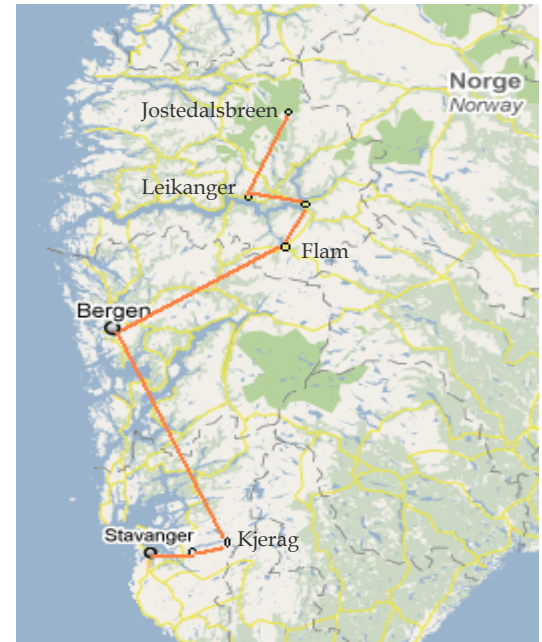 Norge
Norway
Jostedalsbreen
Leikanger
Flam
Bergen
Stavanger
Kjerag